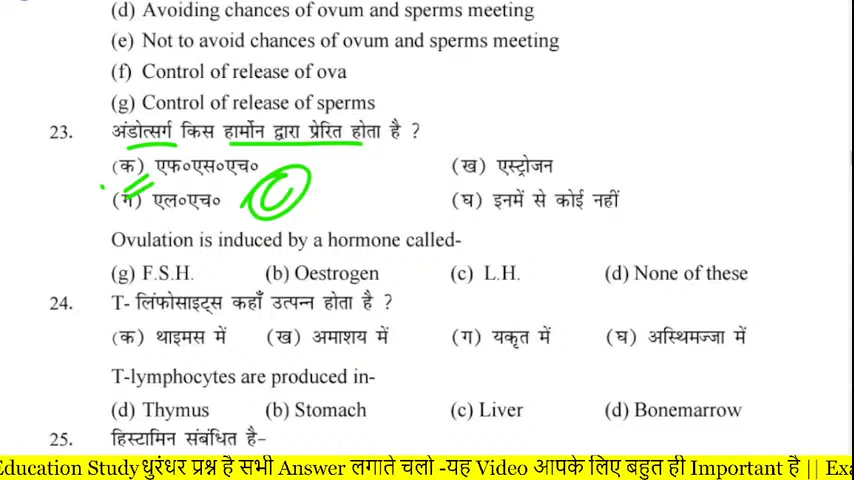 (d) Avoiding chances of ovum and sperms meeting
(e) Not to avoid chances of ovum and sperms meeting
(f) Control of release of ova
(g) Control of release of sperms
23. अंडोत्सर्ग किस हार्मोन द्वारा प्रेरित होता है ?
(क) एफ०एस०एच० (ख) एस्ट्रोजन
(ग) एल०एच० C (घ) इनमें से कोई नहीं
Ovulation is induced by a hormone called-
(g) F.S.H. (b) Oestrogen (c) L.H. (d) None of these
24. T- लिंफोसाइट्स कहाँ उत्पन्न होता है ?
(क) थाइमस में (ख) अमाशय में (ग) यकृत में (घ) अस्थिमज्जा में
T-lymphocytes are produced in-
(d) Thymus (b) Stomach (c) Liver (d) Bonemarrow
25. हिस्टामिन संबंधित है-
Education Study धुरंधर प्रश्न है सभी Answer लगाते चलो -यह Video आपके लिए बहुत ही Important है || Exa